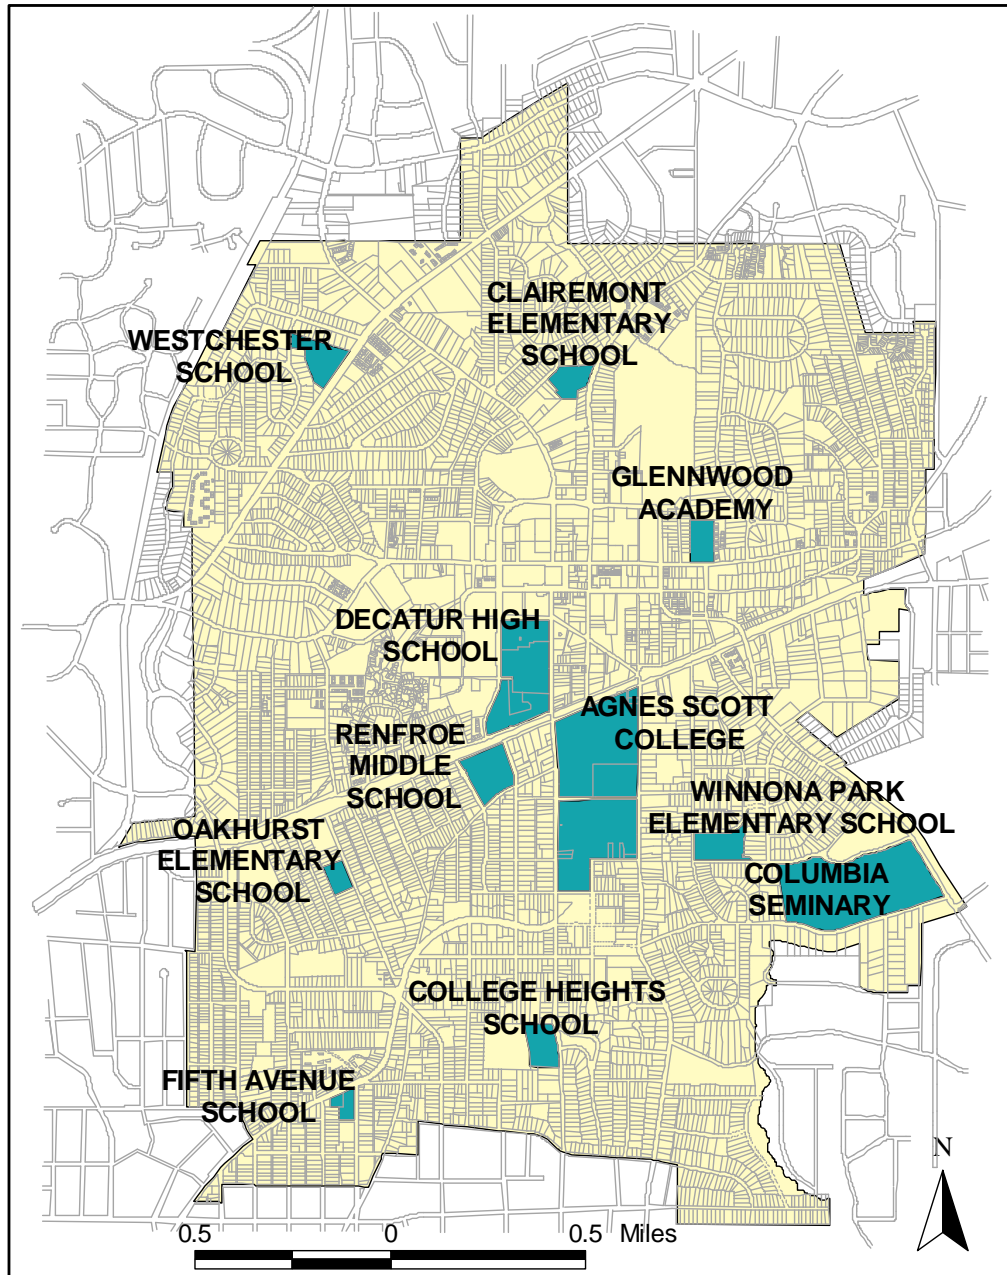 CLAIREMONT
ELEMENTARY
SCHOOL
WESTCHESTER
SCHOOL
GLENNWOOD
ACADEMY
DECATUR HIGH
SCHOOL
AGNES SCOTT
COLLEGE
RENFROE
MIDDLE
SCHOOL
WINNONA PARK
ELEMENTARY SCHOOL
OAKHURST
ELEMENTARY
SCHOOL
COLUMBIA
SEMINARY
COLLEGE HEIGHTS
SCHOOL
FIFTH AVENUE
SCHOOL
N
0.5 0 0.5 Miles